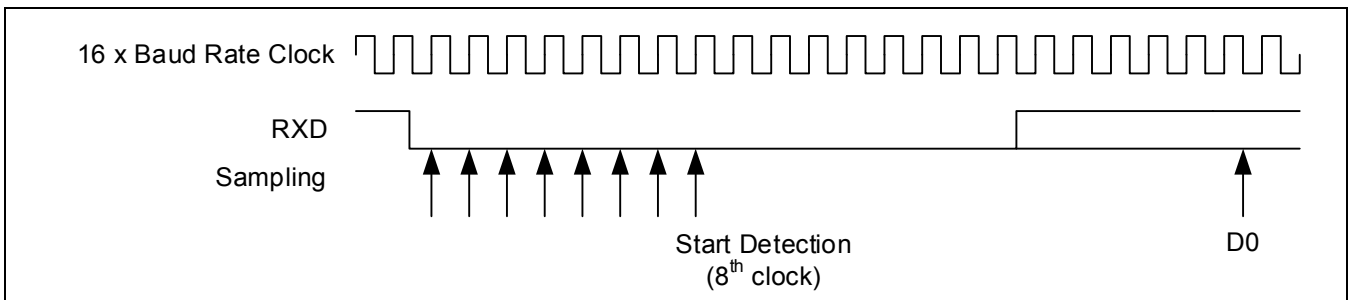 16 x Baud Rate Clock
RXD
Sampling
Start Detection
(8th clock)
D0